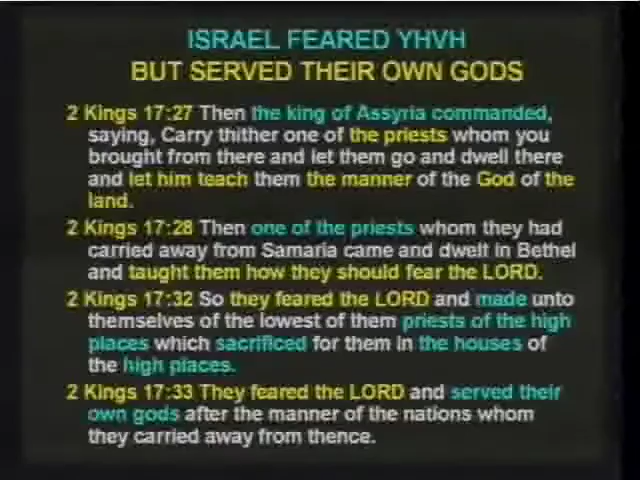 ISRAEL FEARED YHVH
BUT SERVED THEIR OWN GODS
2 Kings 17:27 Then the king of Assyria commanded,
saying, Carry thither one of the priests whom you
brought from there and let them go and dwell there
and let him teach them the manner of the God of the
land.
2 Kings 17:28 Then one of the priests whom they had
carried away from Samaria came and dwelt in Bethel
and taught them how they should fear the LORD.
2 Kings 17:32 So they feared the LORD and made unto
themselves of the lowest of them priests of the high
places which sacrificed for them in the houses of
the high places.
2 Kings 17:33 They feared the LORD and served their
own gods after the manner of the nations whom
they carried away from thence.